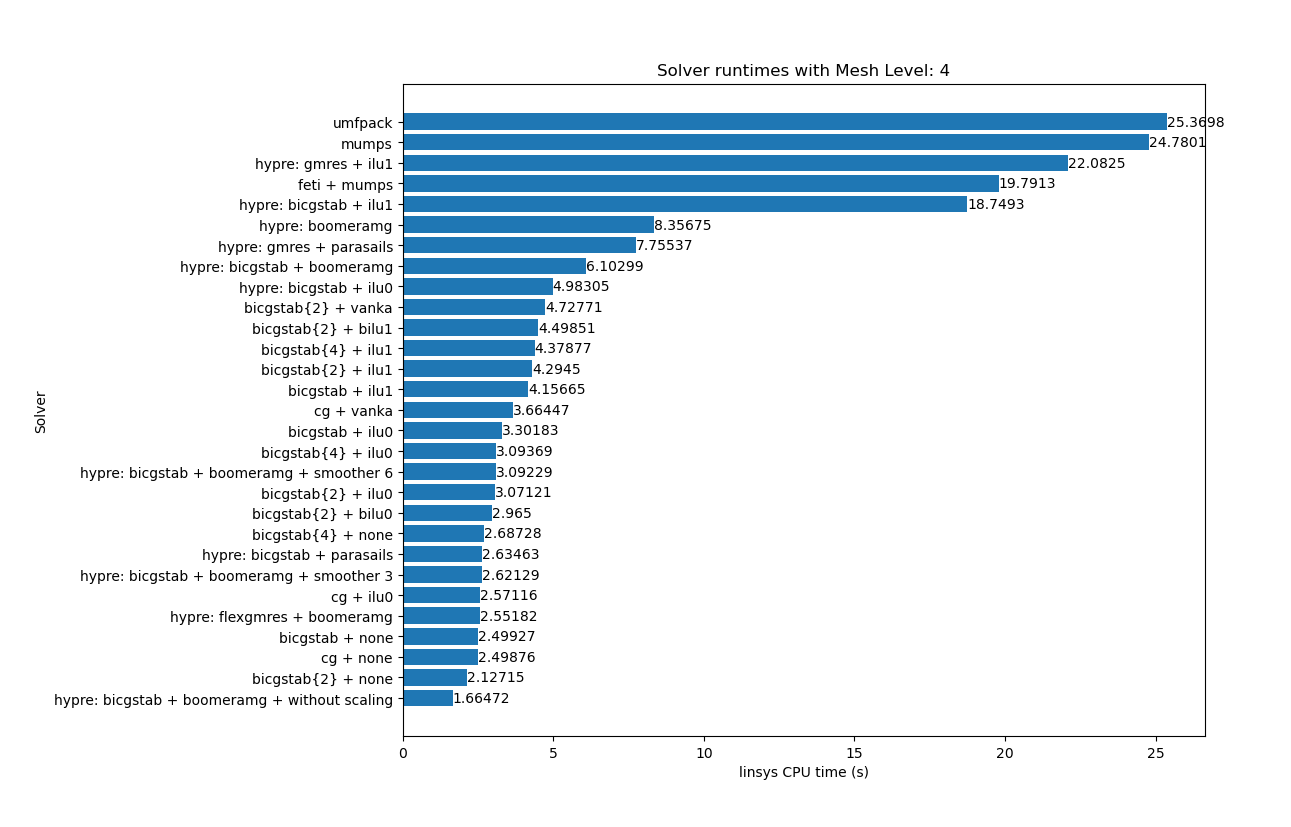 Solver runtimes with Mesh Level: 4
umfpack 25.3698
mumps 24.7801
hypre: gmres + ilu1 22.0825
feti + mumps 19.7913
hypre: bicgstab + ilu1 18.7493
hypre: boomeramg 8.35675
hypre: gmres + parasails 7.75537
hypre: bicgstab + boomeramg 6.10299
hypre: bicgstab + ilu0 4.98305
bicgstab{2} + vanka 4.72771
bicgstab{2} + bilu1 4.49851
bicgstab{4} + ilu1 4.37877
bicgstab{2} + ilu1 4.2945
bicgstab + ilu1 4.15665
cg + vanka 3.66447
bicgstab + ilu0 3.30183
bicgstab{4} + ilu0 3.09369
hypre: bicgstab + boomeramg + smoother 6 3.09229
bicgstab{2} + ilu0 3.07121
bicgstab{2} + bilu0 2.965
bicgstab{4} + none 2.68728
hypre: bicgstab + parasails 2.63463
hypre: bicgstab + boomeramg + smoother 3 2.62129
cg + ilu0 2.57116
hypre: flexgmres + boomeramg 2.55182
bicgstab + none 2.49927
cg + none 2.49876
bicgstab{2} + none 2.12715
hypre: bicgstab + boomeramg + without scaling 1.66472
Solver
0 5 10 15 20 25
linsys CPU time (s)